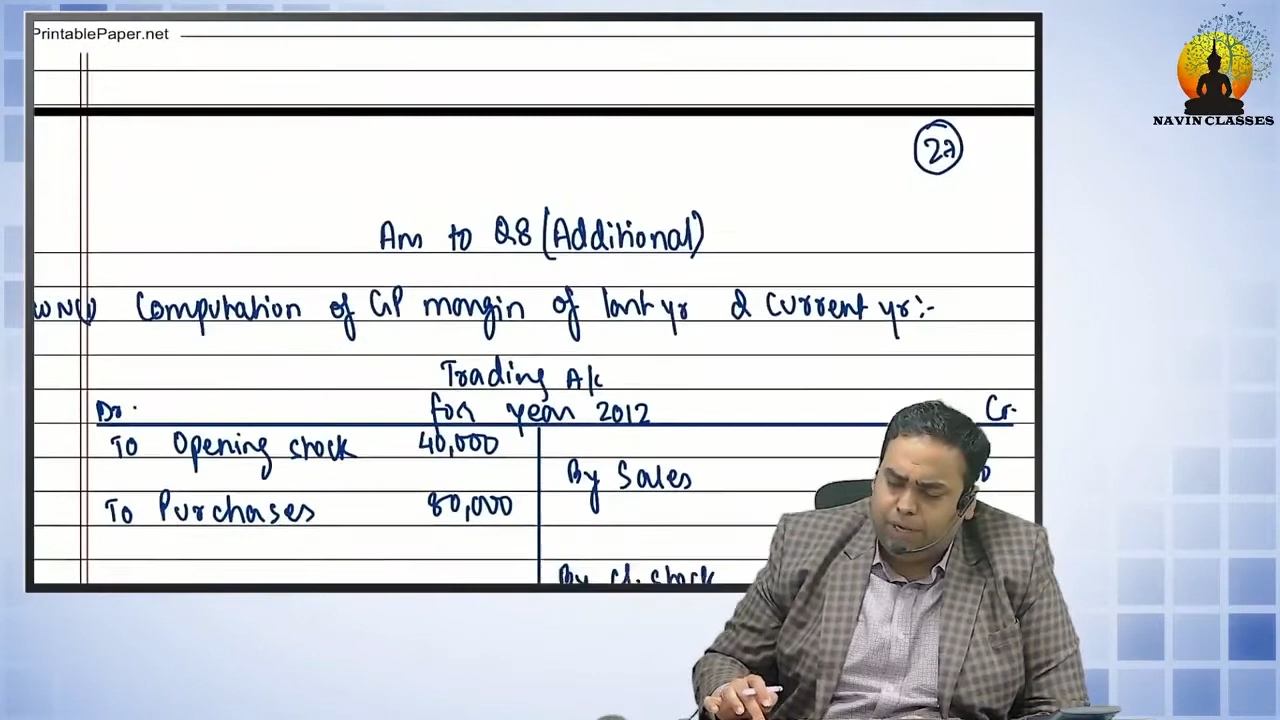 PrintablePaper.net
NAVIN CLASSES
27
Ans to Q8 (Additional)
WN(1) Computation of GP margin of last yr & current yr:-
Trading A/c
Dr. for year 2012 Cr.
To Opening stock 40,000
By Sales
To Purchases 80,000
By cl. stock